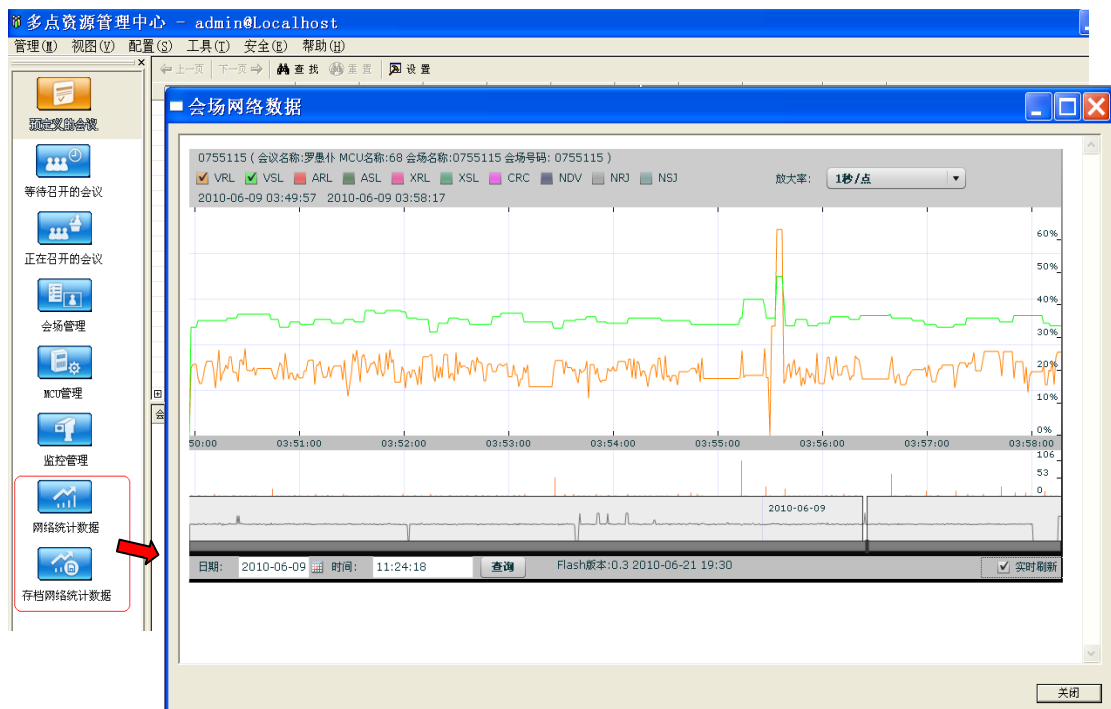 多点资源管理中心 - admin@Localhost
管理(M) 视图(V) 配置(S) 工具(T) 安全(E) 帮助(H)
上一页 下一页 查找 重置 设置
预定义的会议
等待召开的会议
正在召开的会议
会场管理
MCU管理
监控管理
网络统计数据
存档网络统计数据
会
会场网络数据
0755115 ( 会议名称:罗愚仆 MCU名称:68 会场名称:0755115 会场号码: 0755115 )
VRL VSL ARL ASL XRL XSL CRC NDV NRJ NSJ 放大率: 1秒/点
2010-06-09 03:49:57 2010-06-09 03:58:17
60%
50%
40%
30%
20%
10%
0%
50:00 03:51:00 03:52:00 03:53:00 03:54:00 03:55:00 03:56:00 03:57:00 03:58:00
106
53
0
2010-06-09
日期: 2010-06-09 时间: 11:24:18 查询 Flash版本:0.3 2010-06-21 19:30 实时刷新
关闭